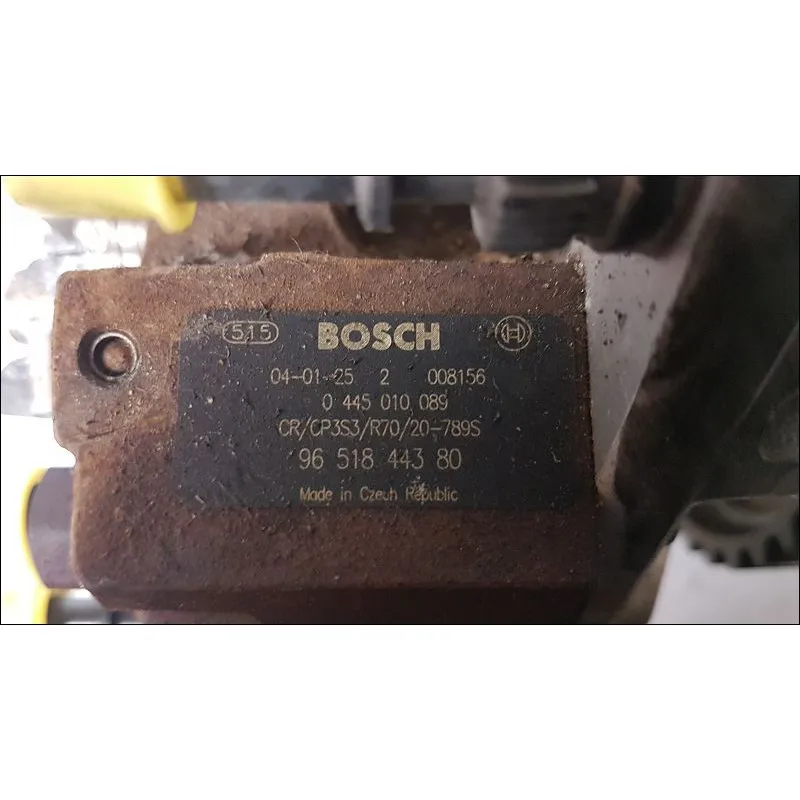 515 BOSCH
04-01-25 2 008156
0 445 010 089
CR/CP3S3/R70/20-789S
96 518 443 80
Made in Czech Republic